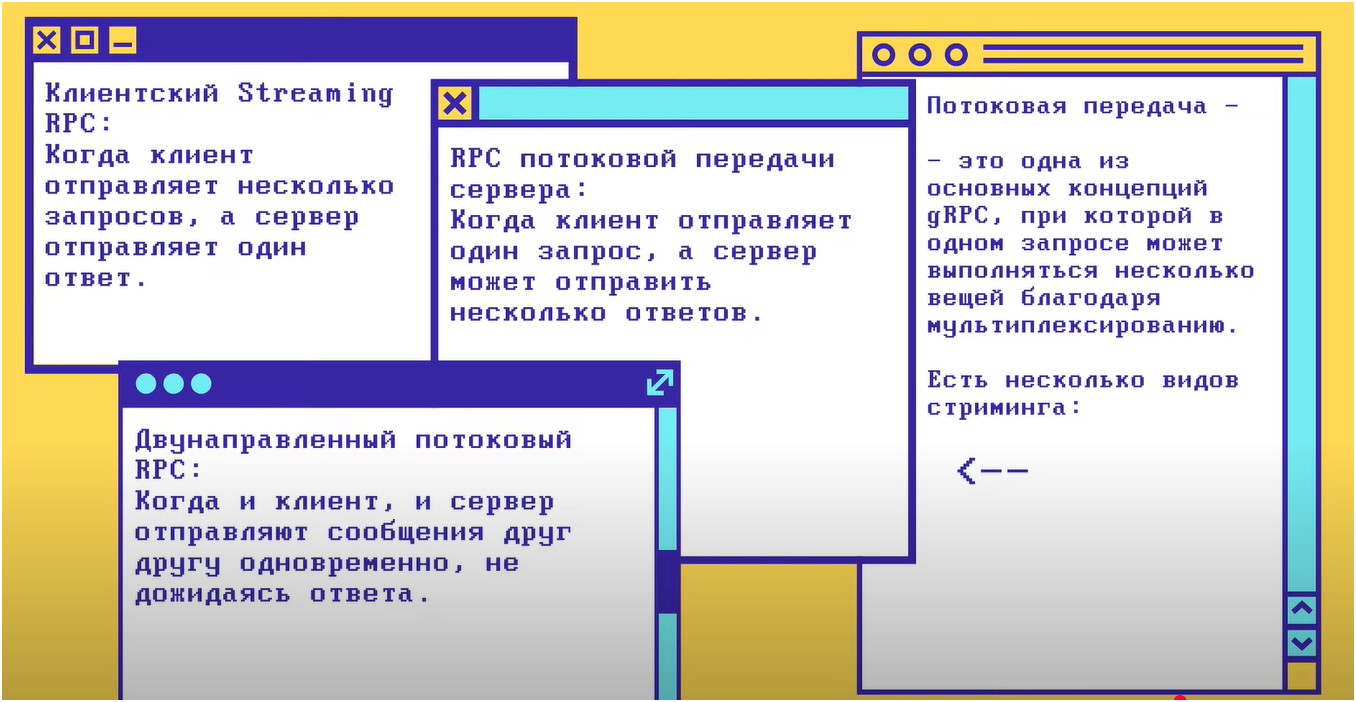 Клиентский Streaming
RPC:
Когда клиент
отправляет несколько
запросов, а сервер
отправляет один
ответ.
RPC потоковой передачи
сервера:
Когда клиент отправляет
один запрос, а сервер
может отправить
несколько ответов.
Потоковая передача –
– это одна из
основных концепций
gRPC, при которой в
одном запросе может
выполняться несколько
вещей благодаря
мультиплексированию.
Есть несколько видов
стриминга:
<--
Двунаправленный потоковый
RPC:
Когда и клиент, и сервер
отправляют сообщения друг
другу одновременно, не
дожидаясь ответа.